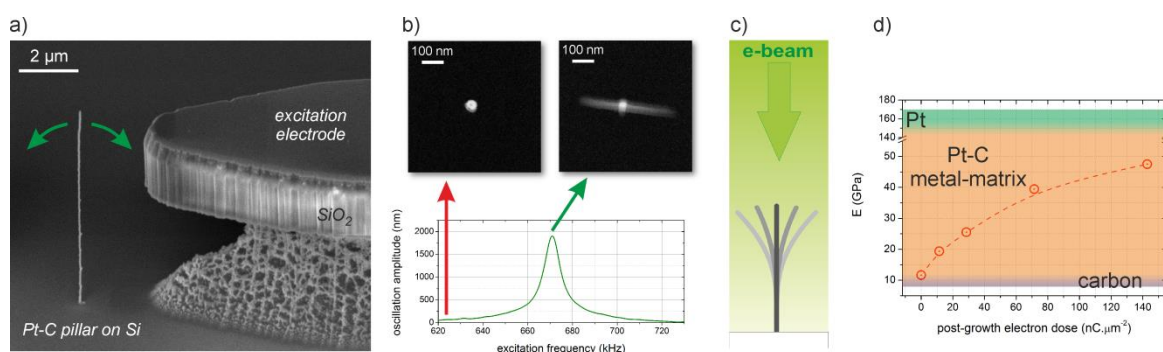 a)
2 µm
excitation
electrode
SiO2
Pt-C pillar on Si
b)
100 nm
100 nm
oscillation amplitude (nm)
2000
1500
1000
500
0
620 640 660 680 700 720
excitation frequency (kHz)
c)
e-beam
d)
E (GPa)
180
170
160
150
140
50
40
30
20
10
Pt
Pt-C
metal-matrix
carbon
0 20 40 60 80 100 120 140
post-growth electron dose (nC.µm⁻²)